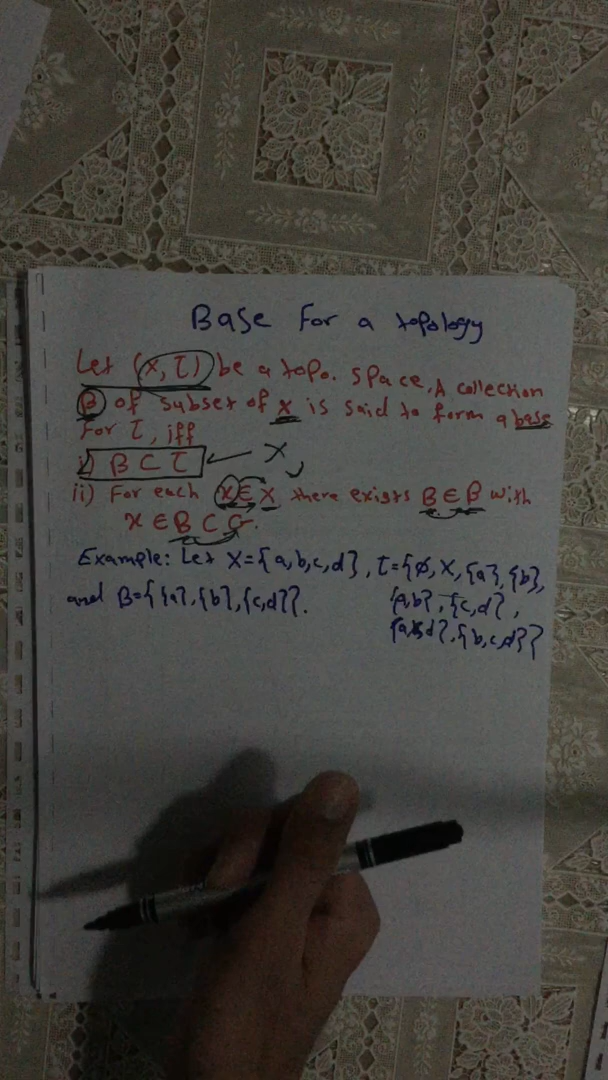 Base For a topology
Let (X, τ) be a topo. space. A collection
B of subset of X is said to form a base
For τ, iff
i) B ⊂ τ ← X
ii) For each x ∈ X, there exists B ∈ B with
x ∈ B ⊂ G.
Example: Let X={a,b,c,d}, τ={ø, X, {a}, {b},
{a,b}, {c,d},
and B={{a}, {b}, {c,d}}.
{b,c,d}}